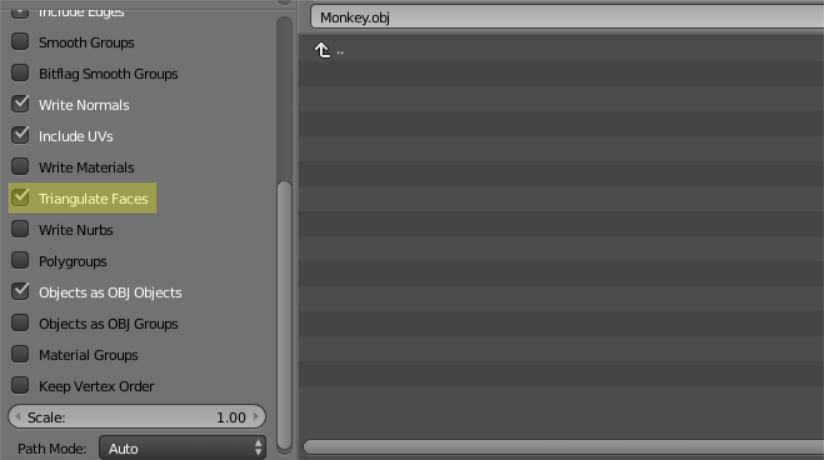 Include Edges
Smooth Groups
Bitflag Smooth Groups
Write Normals
Include UVs
Write Materials
Triangulate Faces
Write Nurbs
Polygroups
Objects as OBJ Objects
Objects as OBJ Groups
Material Groups
Keep Vertex Order
Scale: 1.00
Path Mode: Auto
Monkey.obj
..